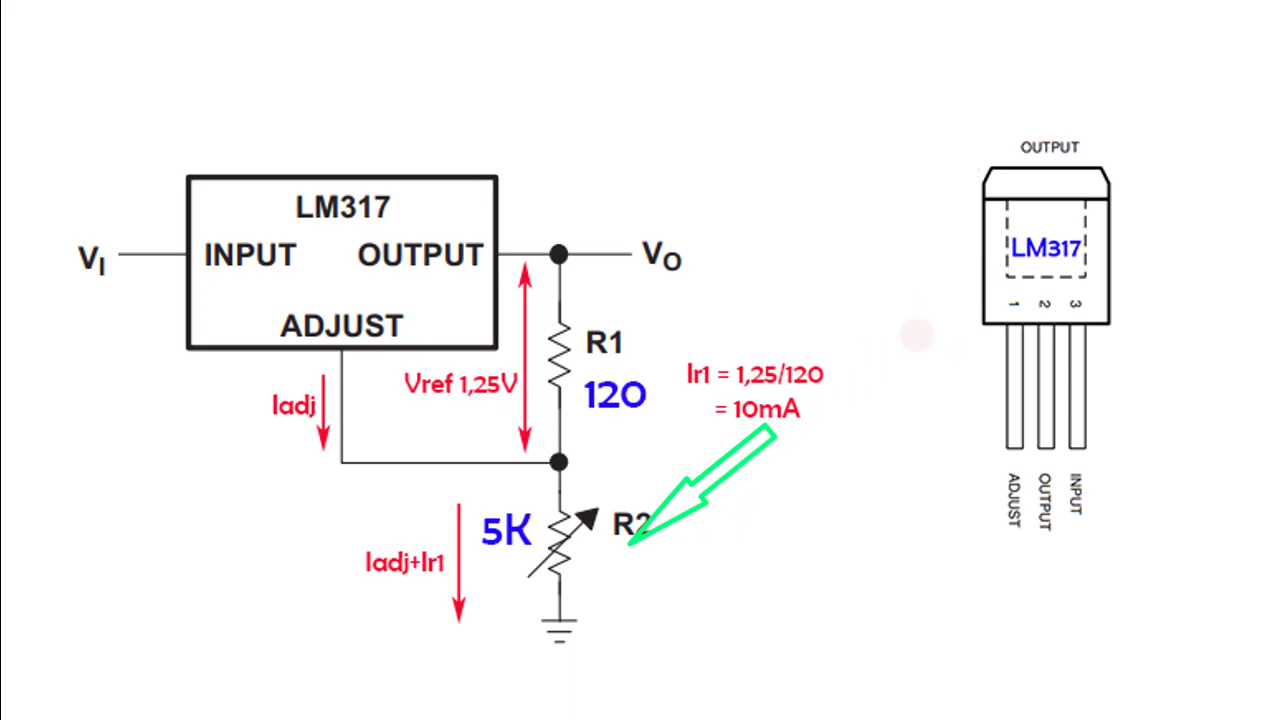 LM317
VI
INPUT
OUTPUT
VO
ADJUST
Iadj
Vref 1,25V
R1
120
Ir1 = 1,25/120
= 10mA
5K
R2
Iadj+Ir1
OUTPUT
LM317
1 2 3
ADJUST
OUTPUT
INPUT